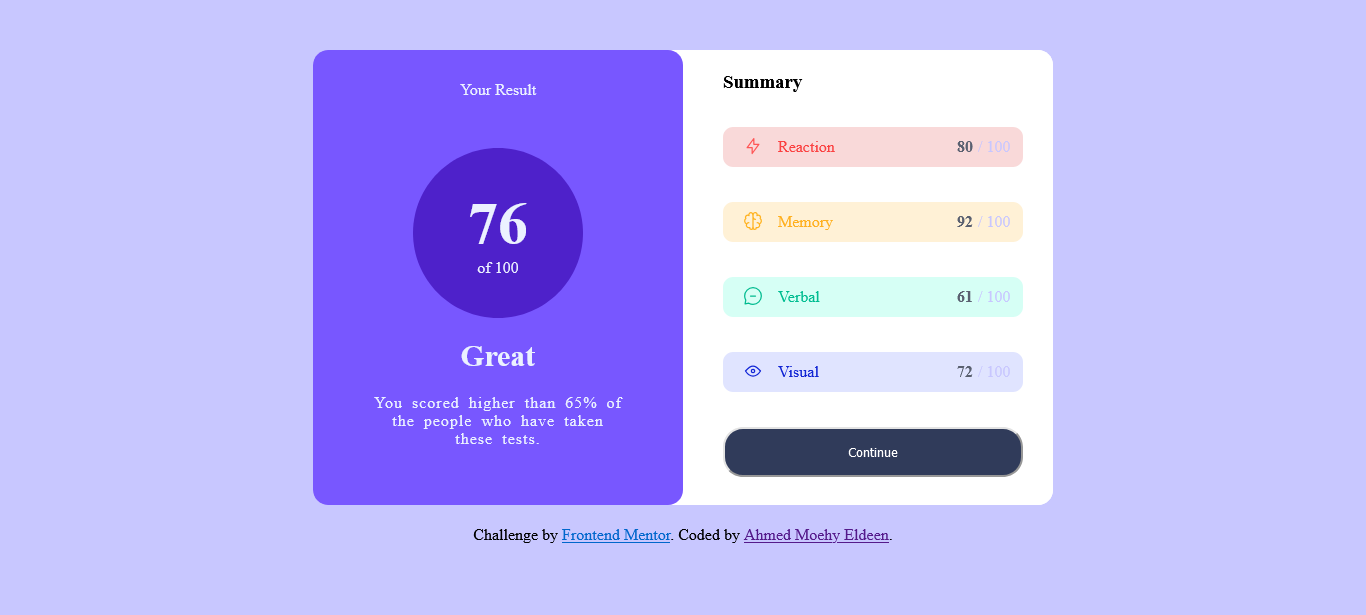 Your Result
76
of 100
Great
You scored higher than 65% of
the people who have taken
these tests.
Summary
Reaction 80 / 100
Memory 92 / 100
Verbal 61 / 100
Visual 72 / 100
Continue
Challenge by Frontend Mentor. Coded by Ahmed Moehy Eldeen.